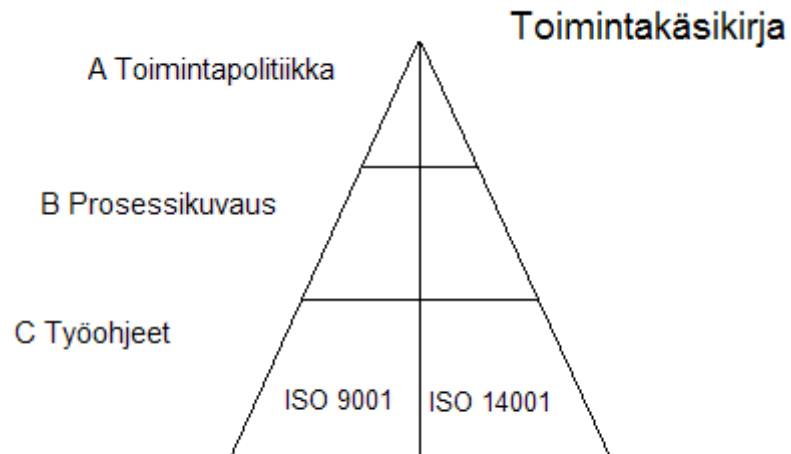 Toimintakäsikirja
A Toimintapolitiikka
B Prosessikuvaus
C Työohjeet
ISO 9001
ISO 14001